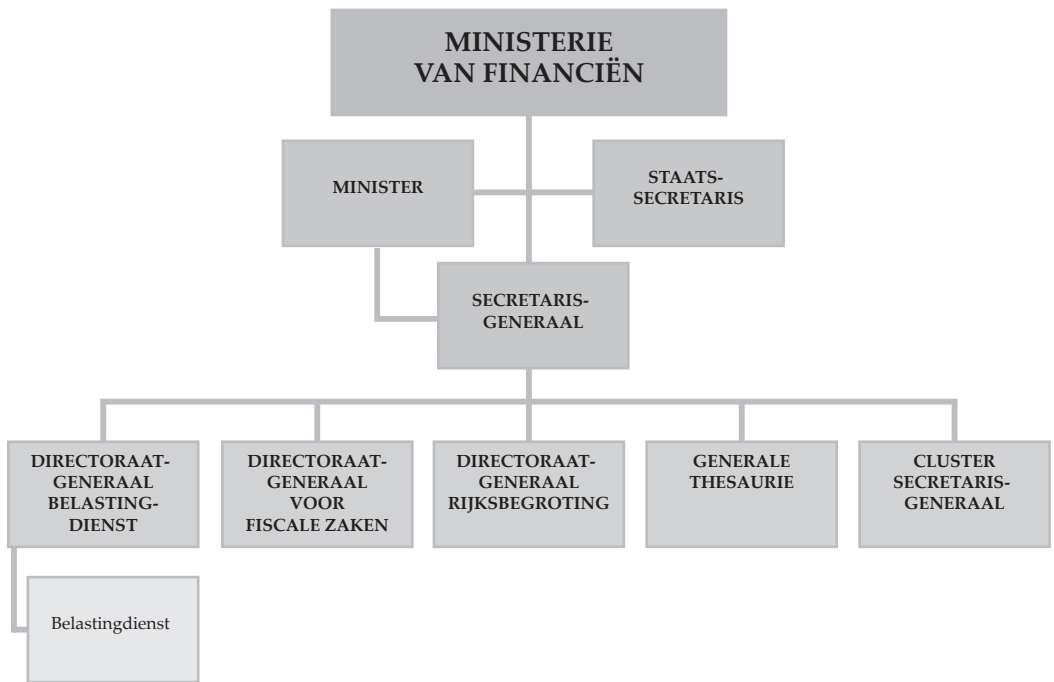 MINISTERIE
VAN FINANCIËN
MINISTER
STAATS-
SECRETARIS
SECRETARIS-
GENERAAL
DIRECTORAAT-
GENERAAL
BELASTING-
DIENST
DIRECTORAAT-
GENERAAL
VOOR
FISCALE ZAKEN
DIRECTORAAT-
GENERAAL
RIJKSBEGROTING
GENERALE
THESAURIE
CLUSTER
SECRETARIS-
GENERAAL
Belastingdienst